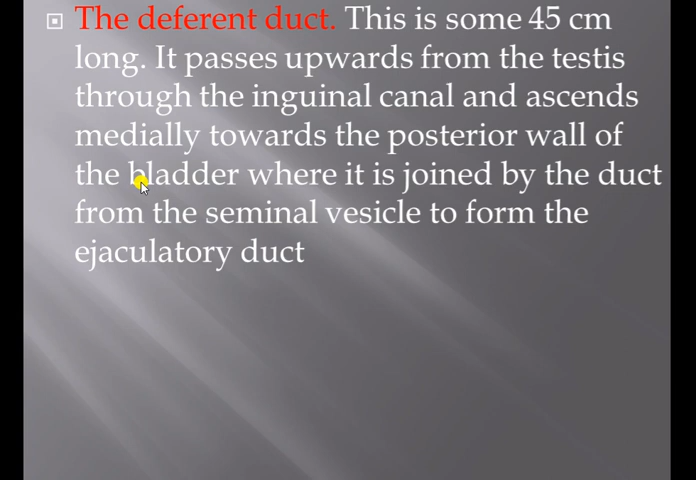 The deferent duct. This is some 45 cm
long. It passes upwards from the testis
through the inguinal canal and ascends
medially towards the posterior wall of
the bladder where it is joined by the duct
from the seminal vesicle to form the
ejaculatory duct